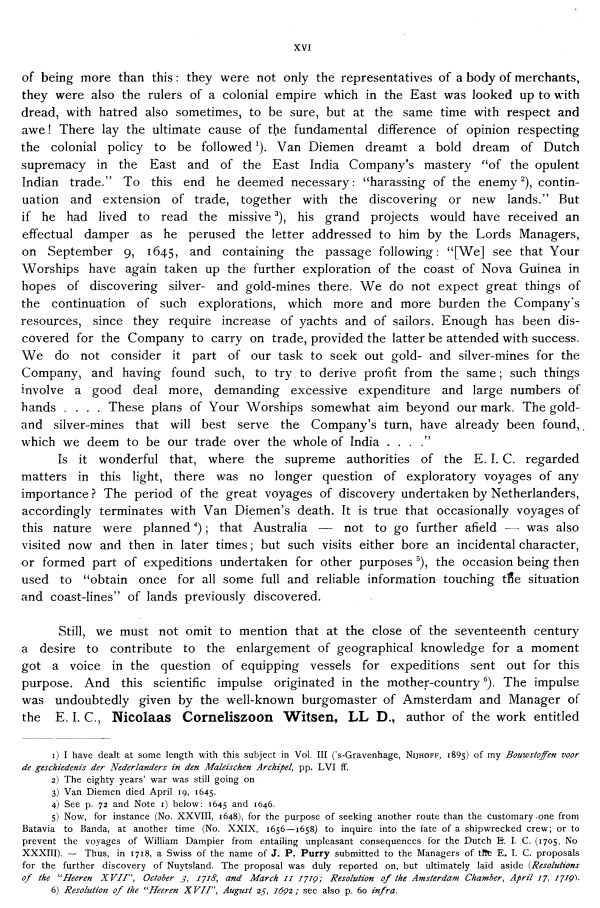 XVI
of being more than this: they were not only the representatives of a body of merchants,
they were also the rulers of a colonial empire which in the East was looked up to with
dread, with hatred also sometimes, to be sure, but at the same time with respect and
awe! There lay the ultimate cause of the fundamental difference of opinion respecting
the colonial policy to be followed ¹). Van Diemen dreamt a bold dream of Dutch
supremacy in the East and of the East India Company's mastery "of the opulent
Indian trade." To this end he deemed necessary: "harassing of the enemy ²), contin-
uation and extension of trade, together with the discovering or new lands." But
if he had lived to read the missive ³), his grand projects would have received an
effectual damper as he perused the letter addressed to him by the Lords Managers,
on September 9, 1645, and containing the passage following: "[We] see that Your
Worships have again taken up the further exploration of the coast of Nova Guinea in
hopes of discovering silver- and gold-mines there. We do not expect great things of
the continuation of such explorations, which more and more burden the Company's
resources, since they require increase of yachts and of sailors. Enough has been dis-
covered for the Company to carry on trade, provided the latter be attended with success.
We do not consider it part of our task to seek out gold- and silver-mines for the
Company, and having found such, to try to derive profit from the same; such things
involve a good deal more, demanding excessive expenditure and large numbers of
hands . . . . These plans of Your Worships somewhat aim beyond our mark. The gold-
and silver-mines that will best serve the Company's turn, have already been found,
which we deem to be our trade over the whole of India . . . ."
Is it wonderful that, where the supreme authorities of the E. I. C. regarded
matters in this light, there was no longer question of exploratory voyages of any
importance? The period of the great voyages of discovery undertaken by Netherlanders,
accordingly terminates with Van Diemen's death. It is true that occasionally voyages of
this nature were planned ⁴); that Australia — not to go further afield — was also
visited now and then in later times; but such visits either bore an incidental character,
or formed part of expeditions undertaken for other purposes ⁵), the occasion being then
used to "obtain once for all some full and reliable information touching the situation
and coast-lines" of lands previously discovered.
Still, we must not omit to mention that at the close of the seventeenth century
a desire to contribute to the enlargement of geographical knowledge for a moment
got a voice in the question of equipping vessels for expeditions sent out for this
purpose. And this scientific impulse originated in the mother-country ⁶). The impulse
was undoubtedly given by the well-known burgomaster of Amsterdam and Manager of
the E. I. C., Nicolaas Corneliszoon Witsen, LL D., author of the work entitled
1) I have dealt at some length with this subject in Vol. III ('s-Gravenhage, NIJHOFF, 1895) of my Bouwstoffen voor
de geschiedenis der Nederlanders in den Maleischen Archipel, pp. LVI ff.
2) The eighty years' war was still going on
3) Van Diemen died April 19, 1645.
4) See p. 72 and Note 1) below: 1645 and 1646.
5) Now, for instance (No. XXVIII, 1648), for the purpose of seeking another route than the customary one from
Batavia to Banda, at another time (No. XXIX, 1656—1658) to inquire into the fate of a shipwrecked crew; or to
prevent the voyages of William Dampier from entailing unpleasant consequences for the Dutch E. I. C. (1705, No
XXXIII). — Thus, in 1718, a Swiss of the name of J. P. Purry submitted to the Managers of the E. I. C. proposals
for the further discovery of Nuytsland. The proposal was duly reported on, but ultimately laid aside (Resolutions
of the "Heeren XVII", October 3, 1718, and March 11 1719; Resolution of the Amsterdam Chamber, April 17, 1719).
6) Resolution of the "Heeren XVII", August 25, 1692; see also p. 60 infra.